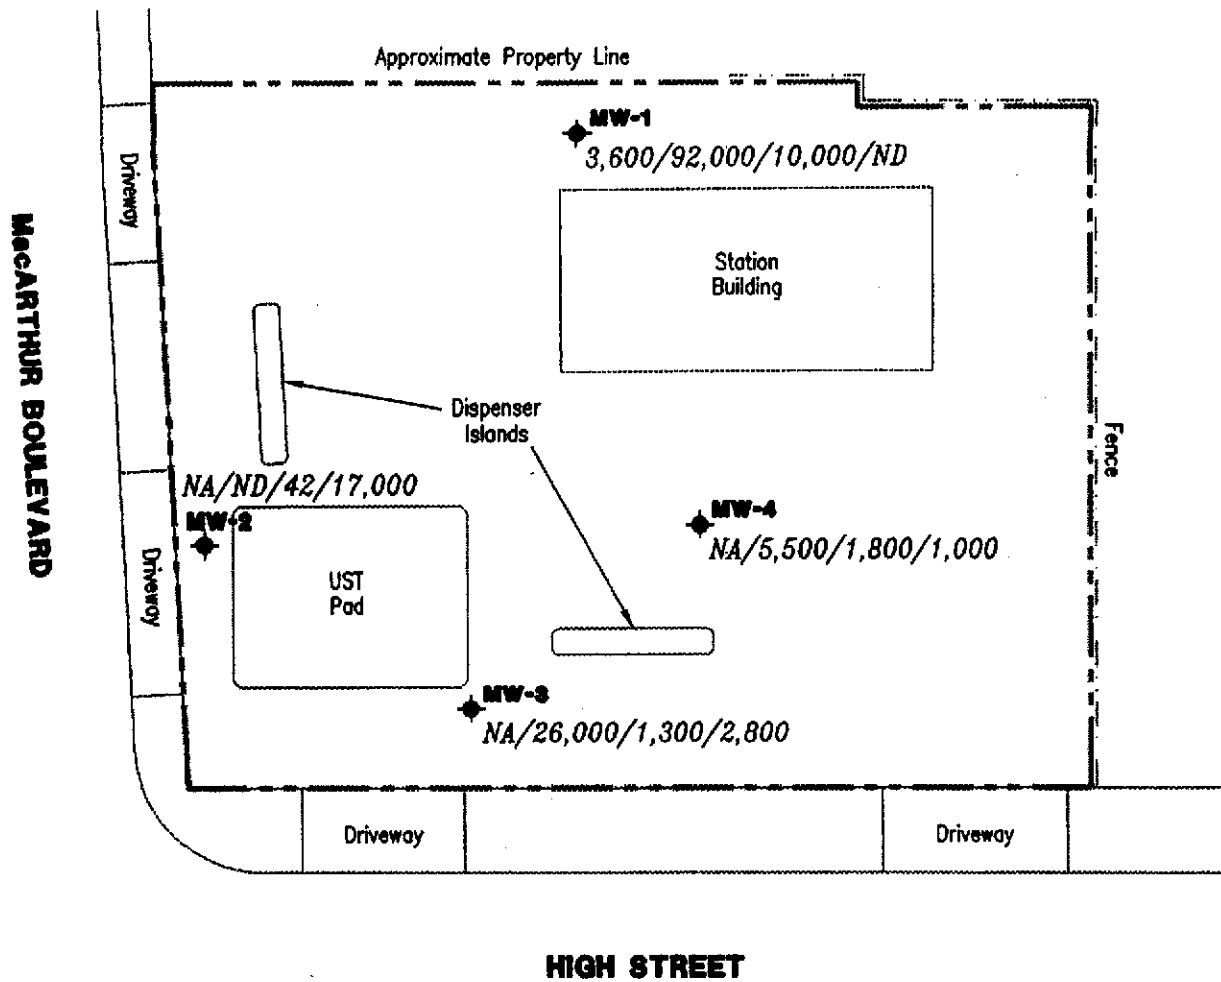 Approximate Property Line
MW-1
3,600/92,000/10,000/ND
Driveway
MacARTHUR BOULEVARD
Station
Building
Dispenser
Islands
Fence
NA/ND/42/17,000
MW-2
MW-4
NA/5,500/1,800/1,000
Driveway
UST
Pad
MW-3
NA/26,000/1,300/2,800
Driveway
Driveway
HIGH STREET